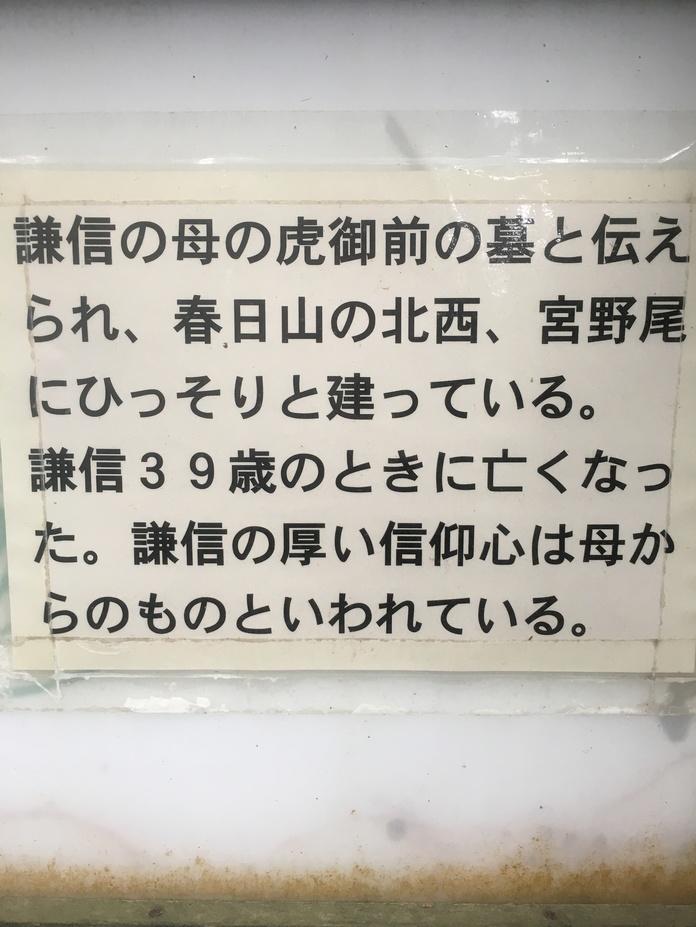 謙信の母の虎御前の墓と伝え
られ、春日山の北西、宮野尾
にひっそりと建っている。
謙信３９歳のときに亡くなっ
た。謙信の厚い信仰心は母か
らのものといわれている。